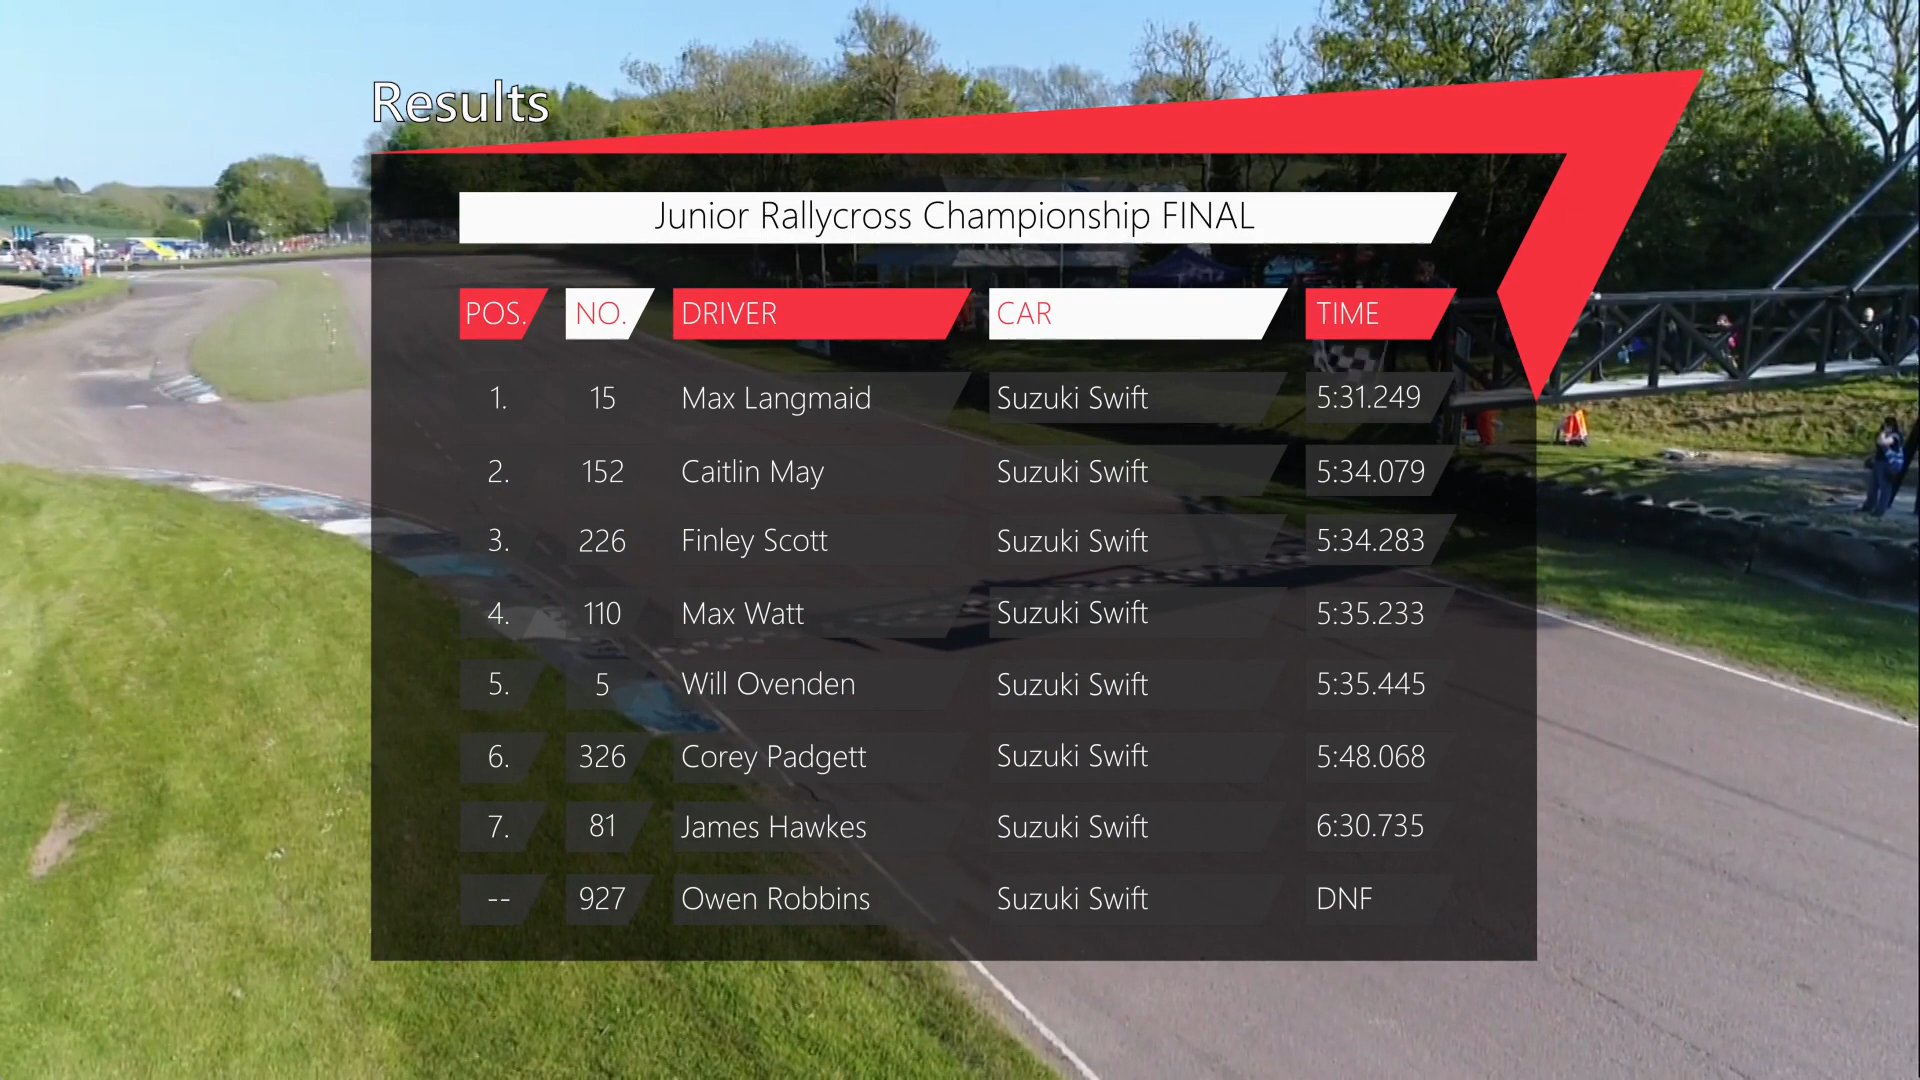 Results
Junior Rallycross Championship FINAL
POS. NO. DRIVER CAR TIME
1. 15 Max Langmaid Suzuki Swift 5:31.249
2. 152 Caitlin May Suzuki Swift 5:34.079
3. 226 Finley Scott Suzuki Swift 5:34.283
4. 110 Max Watt Suzuki Swift 5:35.233
5. 5 Will Ovenden Suzuki Swift 5:35.445
6. 326 Corey Padgett Suzuki Swift 5:48.068
7. 81 James Hawkes Suzuki Swift 6:30.735
-- 927 Owen Robbins Suzuki Swift DNF